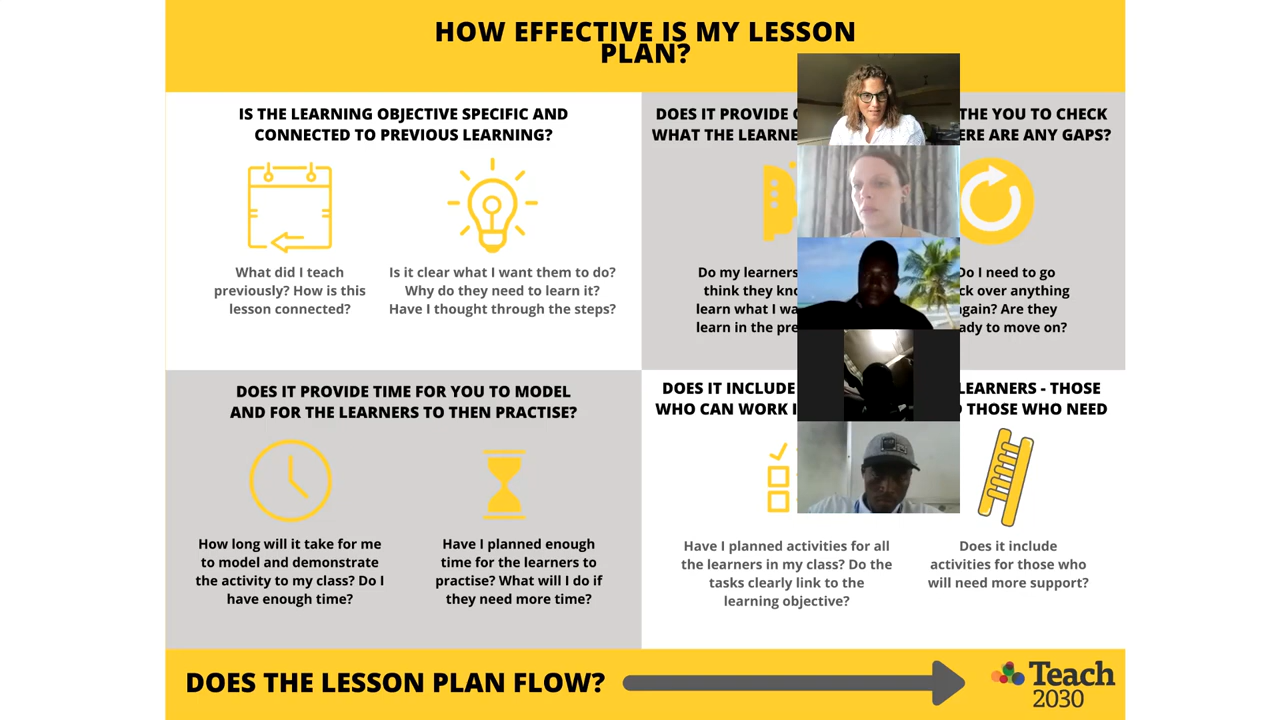 HOW EFFECTIVE IS MY LESSON
PLAN?
IS THE LEARNING OBJECTIVE SPECIFIC AND
CONNECTED TO PREVIOUS LEARNING?
What did I teach
previously? How is this
lesson connected?
Is it clear what I want them to do?
Why do they need to learn it?
Have I thought through the steps?
DOES IT PROVIDE THE YOU TO CHECK
WHAT THE ERE ARE ANY GAPS?
Do my learners
think they
learn what I
learn in the
Do I need to go
over anything
again? Are they
to move on?
DOES IT PROVIDE TIME FOR YOU TO MODEL
AND FOR THE LEARNERS TO THEN PRACTISE?
How long will it take for me
to model and demonstrate
the activity to my class? Do I
have enough time?
Have I planned enough
time for the learners to
practise? What will I do if
they need more time?
DOES IT INCLUDE LEARNERS - THOSE
WHO CAN WORK THOSE WHO NEED
Have I planned activities for all
the learners in my class? Do the
tasks clearly link to the
learning objective?
Does it include
activities for those who
will need more support?
DOES THE LESSON PLAN FLOW?
Teach
2030